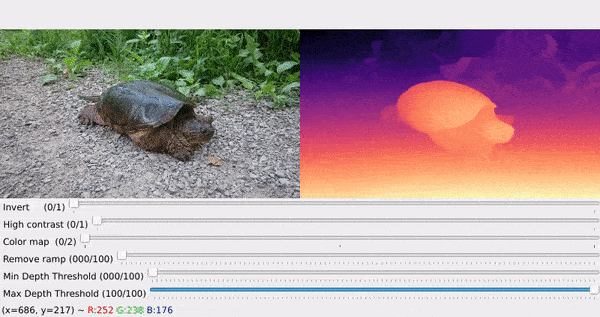 Invert (0/1)
High contrast (0/1)
Color map (0/2)
Remove ramp (000/100)
Min Depth Threshold (000/100)
Max Depth Threshold (100/100)
(x=686, y=217) ~ R:252 G:238 B:176